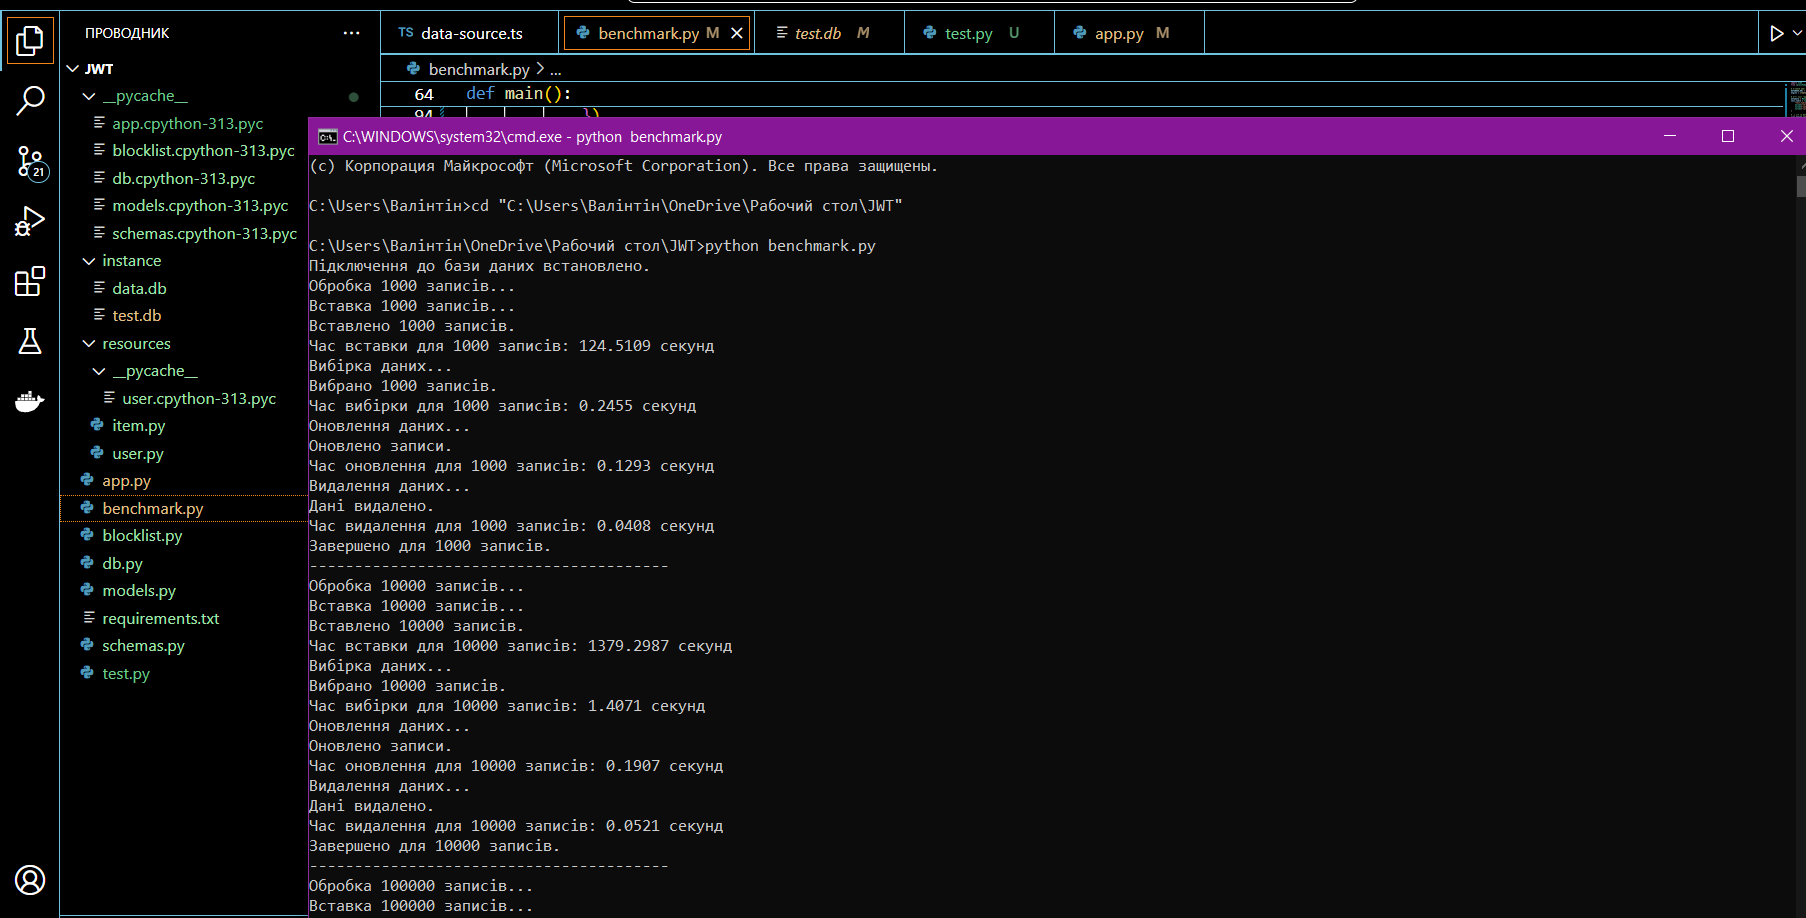 ПРОВОДНИК ···
JWT
__pycache__
app.cpython-313.pyc
blocklist.cpython-313.pyc
db.cpython-313.pyc
models.cpython-313.pyc
schemas.cpython-313.pyc
instance
data.db
test.db
resources
__pycache__
user.cpython-313.pyc
item.py
user.py
app.py
benchmark.py
blocklist.py
db.py
models.py
requirements.txt
schemas.py
test.py
21
TS data-source.ts
benchmark.py M
test.db M
test.py U
app.py M
benchmark.py > ...
64 def main():
94 })
C:\WINDOWS\system32\cmd.exe - python benchmark.py
(c) Корпорация Майкрософт (Microsoft Corporation). Все права защищены.
C:\Users\Валінтін>cd "C:\Users\Валінтін\OneDrive\Рабочий стол\JWT"
C:\Users\Валінтін\OneDrive\Рабочий стол\JWT>python benchmark.py
Підключення до бази даних встановлено.
Обробка 1000 записів...
Вставка 1000 записів...
Вставлено 1000 записів.
Час вставки для 1000 записів: 124.5109 секунд
Вибірка даних...
Вибрано 1000 записів.
Час вибірки для 1000 записів: 0.2455 секунд
Оновлення даних...
Оновлено записи.
Час оновлення для 1000 записів: 0.1293 секунд
Видалення даних...
Дані видалено.
Час видалення для 1000 записів: 0.0408 секунд
Завершено для 1000 записів.
----------------------------------------
Обробка 10000 записів...
Вставка 10000 записів...
Вставлено 10000 записів.
Час вставки для 10000 записів: 1379.2987 секунд
Вибірка даних...
Вибрано 10000 записів.
Час вибірки для 10000 записів: 1.4071 секунд
Оновлення даних...
Оновлено записи.
Час оновлення для 10000 записів: 0.1907 секунд
Видалення даних...
Дані видалено.
Час видалення для 10000 записів: 0.0521 секунд
Завершено для 10000 записів.
----------------------------------------
Обробка 100000 записів...
Вставка 100000 записів...